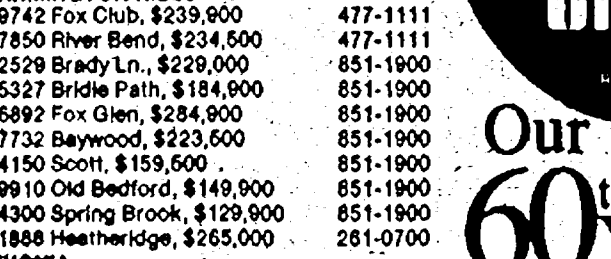 9742 Fox Club, $239,900 477-1111
7850 River Bend, $234,500 477-1111
2529 Brady Ln., $229,000 851-1900
5327 Bridle Path, $184,900 851-1900
6892 Fox Glen, $284,900 851-1900
7732 Baywood, $223,500 851-1900
4150 Scott, $159,500 851-1900
9910 Old Bedford, $149,900 851-1900
4300 Spring Brook, $129,900 851-1900
1888 Heatheridge, $265,000 261-0700
Our
60t